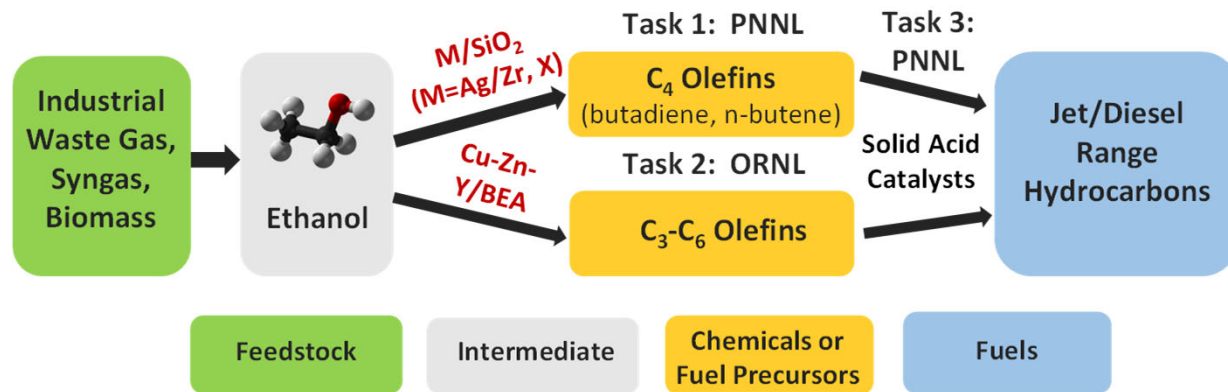 Industrial
Waste Gas,
Syngas,
Biomass
Ethanol
M/SiO₂
(M=Ag/Zr, X)
Cu-Zn-
Y/BEA
Task 1: PNNL
C₄ Olefins
(butadiene, n-butene)
Task 2: ORNL
C₃-C₆ Olefins
Task 3:
PNNL
Solid Acid
Catalysts
Jet/Diesel
Range
Hydrocarbons
Feedstock
Intermediate
Chemicals or
Fuel Precursors
Fuels